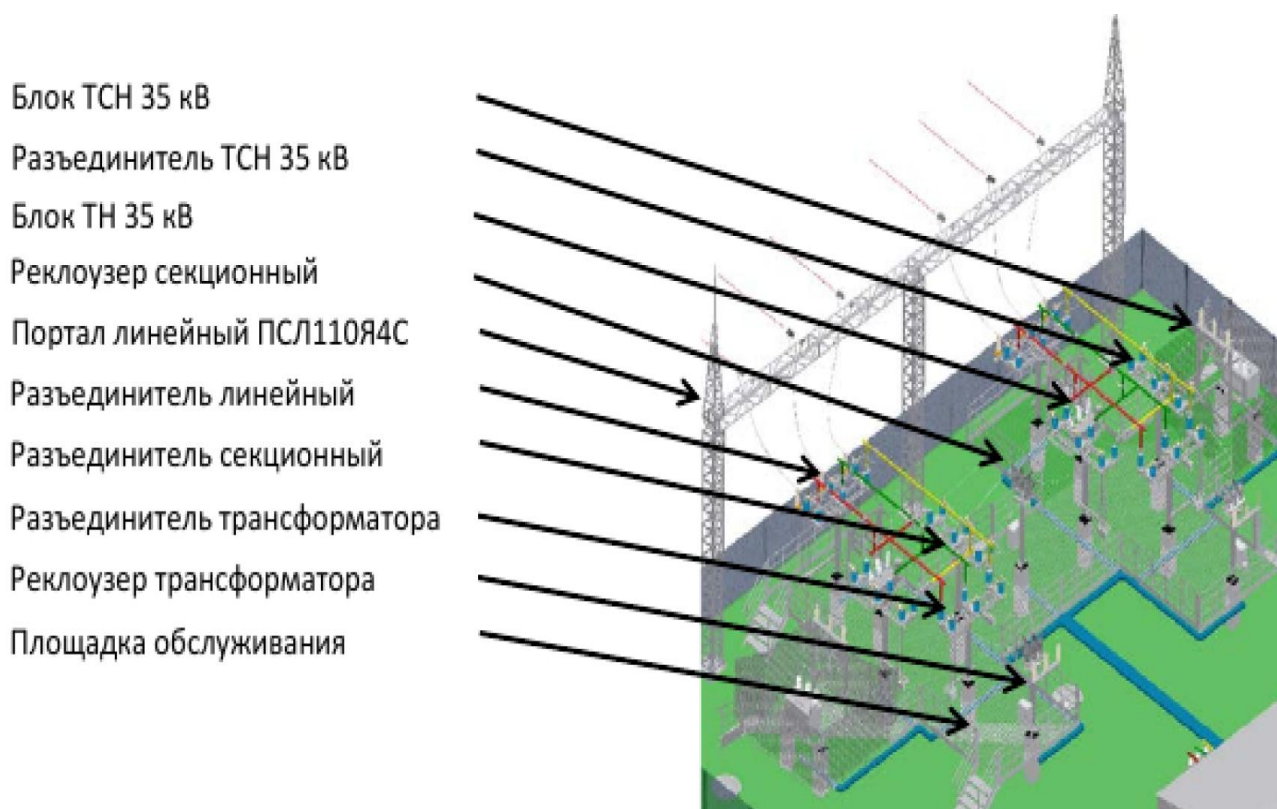 Блок ТСН 35 кВ
Разъединитель ТСН 35 кВ
Блок ТН 35 кВ
Реклоузер секционный
Портал линейный ПСЛ110Я4С
Разъединитель линейный
Разъединитель секционный
Разъединитель трансформатора
Реклоузер трансформатора
Площадка обслуживания